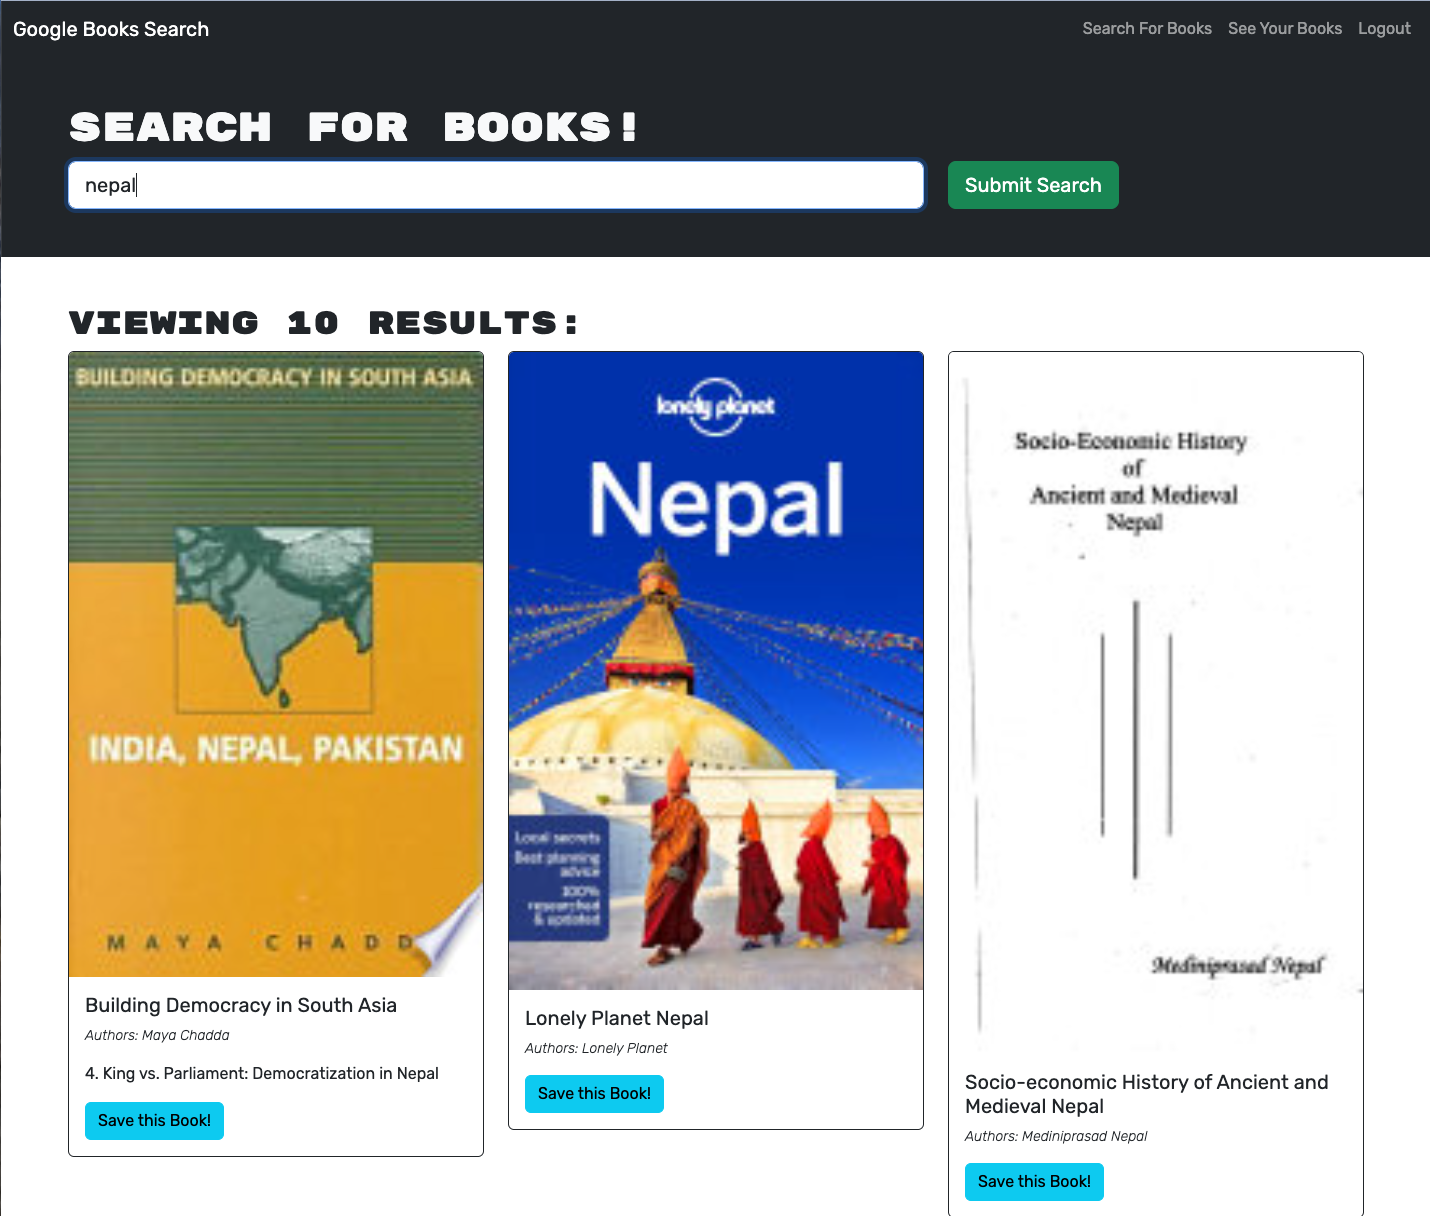 Google Books Search
Search For Books
See Your Books
Logout
SEARCH FOR BOOKS!
nepal
Submit Search
VIEWING 10 RESULTS:
BUILDING DEMOCRACY IN SOUTH ASIA
INDIA, NEPAL, PAKISTAN
MAYA CHADD
Building Democracy in South Asia
Authors: Maya Chadda
4. King vs. Parliament: Democratization in Nepal
Save this Book!
lonely planet
Nepal
Local secrets
Best planning
advice
100%
researched
& updated
Lonely Planet Nepal
Authors: Lonely Planet
Save this Book!
Socio-Economic History
of
Ancient and Medieval
Nepal
Mediniprasad Nepal
Socio-economic History of Ancient and
Medieval Nepal
Authors: Mediniprasad Nepal
Save this Book!